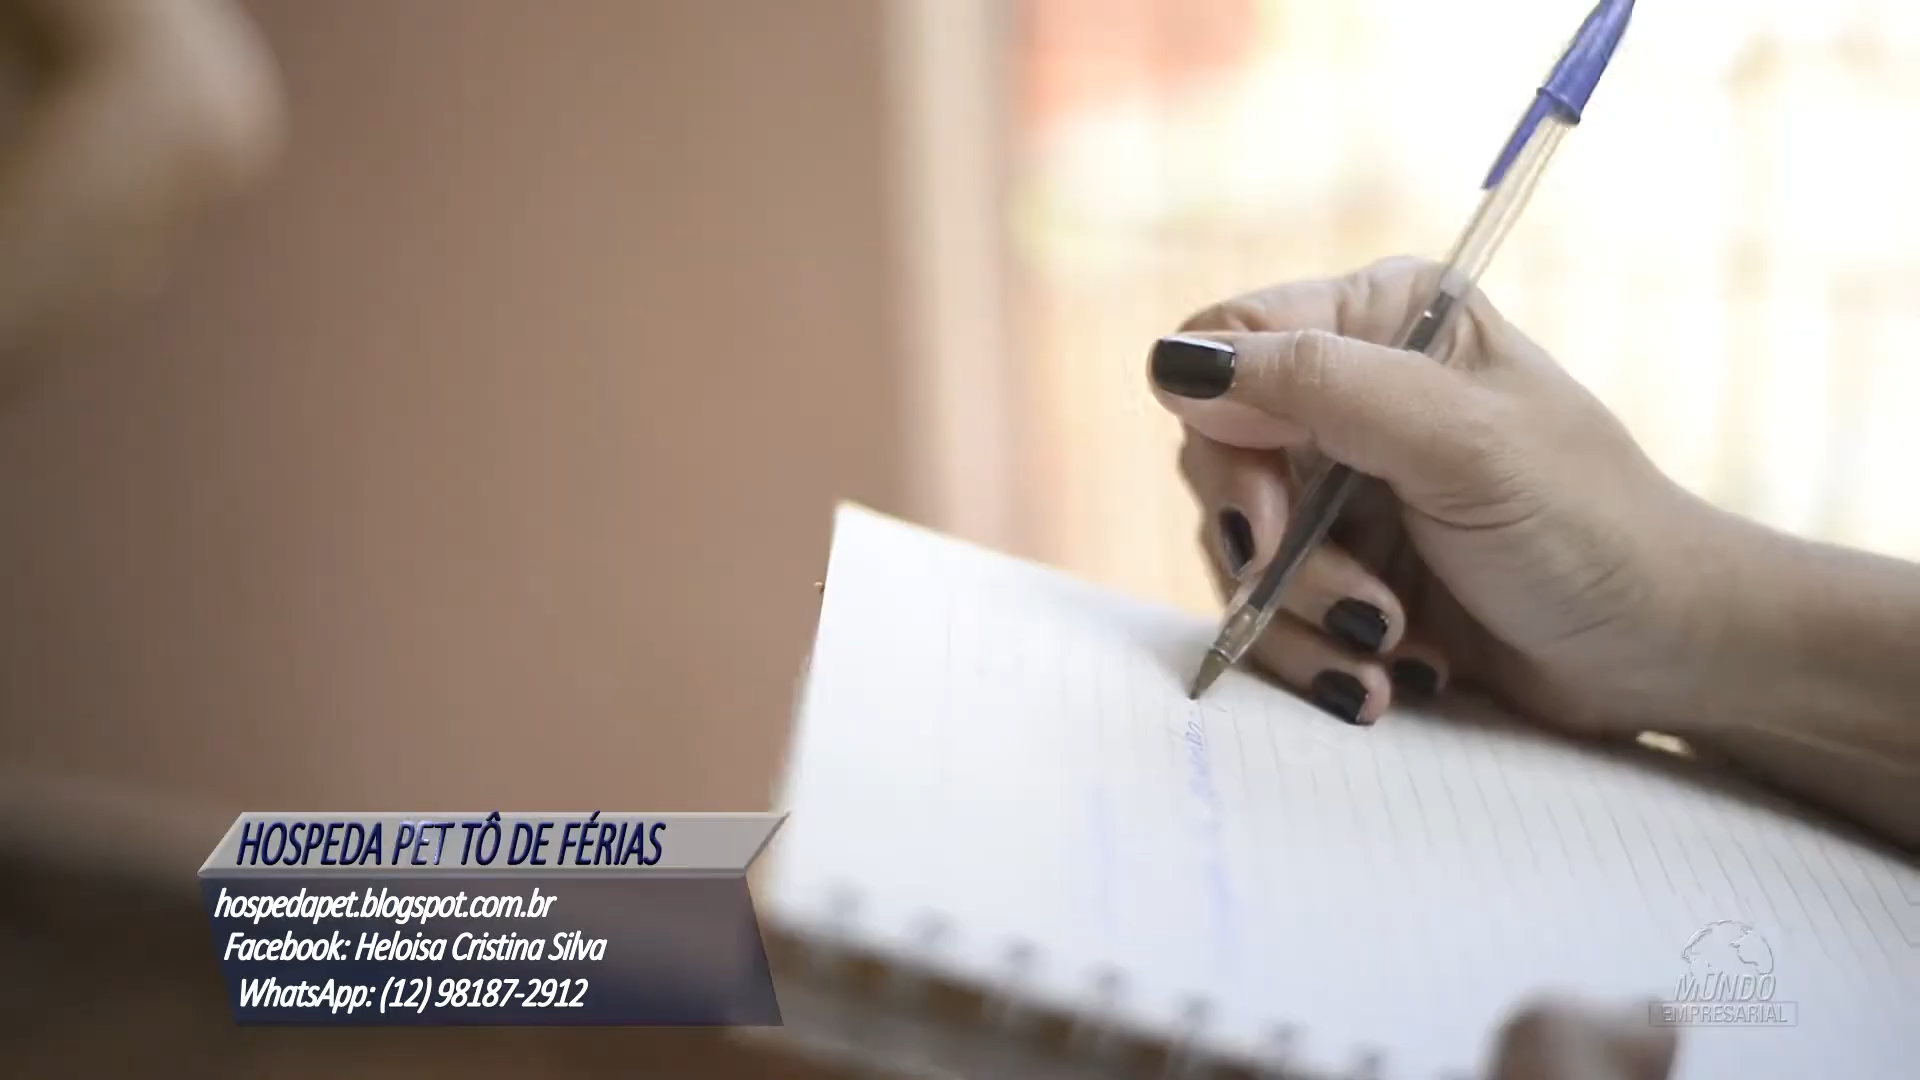 HOSPEDA PET TÔ DE FÉRIAS
hospedapet.blogspot.com.br
Facebook: Heloisa Cristina Silva
WhatsApp: (12) 98187-2912
MUNDO
EMPRESARIAL